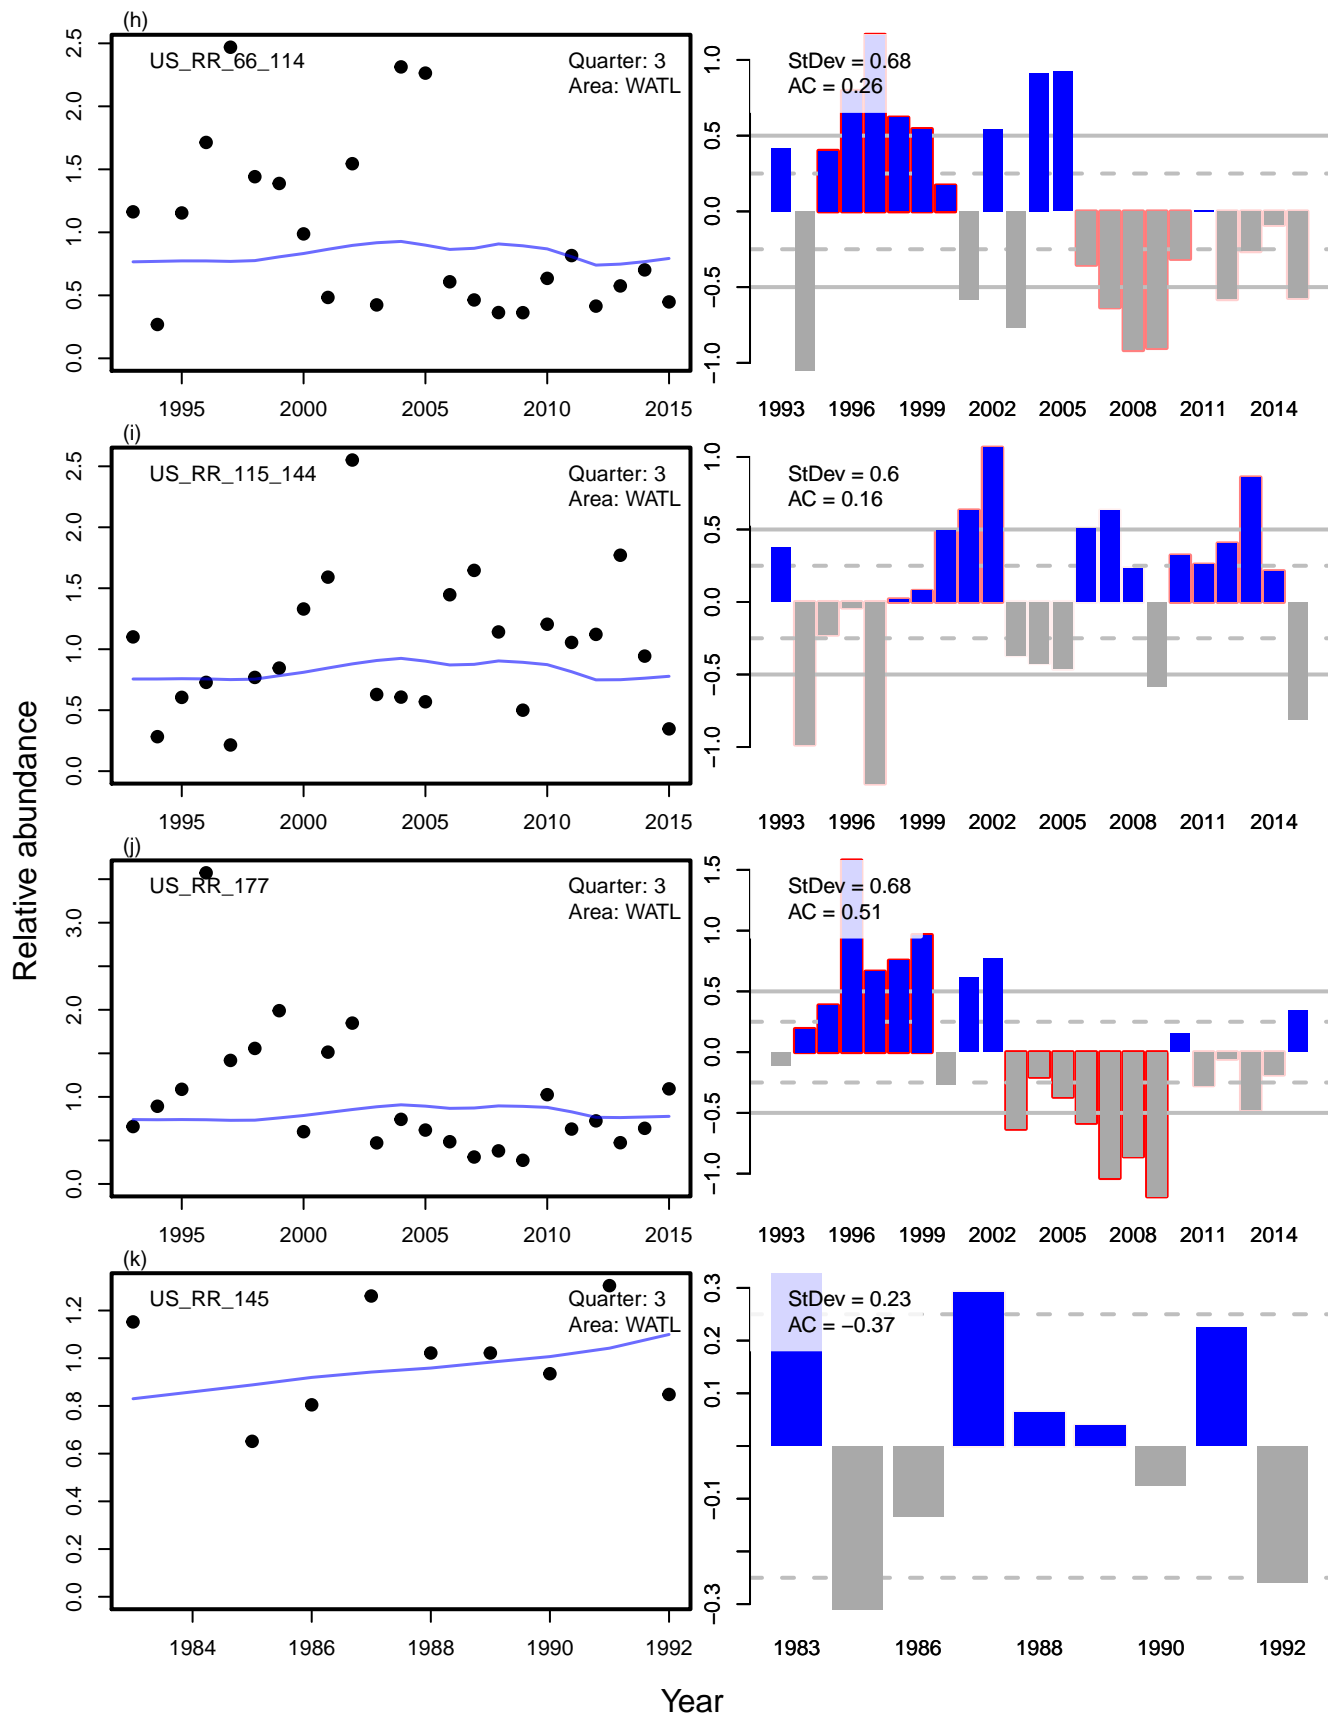 (h)
US_RR_66_114
Quarter: 3
Area: WATL
0.0 0.5 1.0 1.5 2.0 2.5
1995 2000 2005 2010 2015
StDev = 0.68
AC = 0.26
−1.0 −0.5 0.0 0.5 1.0
1993 1996 1999 2002 2005 2008 2011 2014
(i)
US_RR_115_144
Quarter: 3
Area: WATL
0.0 0.5 1.0 1.5 2.0 2.5
1995 2000 2005 2010 2015
StDev = 0.6
AC = 0.16
−1.0 −0.5 0.0 0.5 1.0
1993 1996 1999 2002 2005 2008 2011 2014
Relative abundance
(j)
US_RR_177
Quarter: 3
Area: WATL
0.0 1.0 2.0 3.0
1995 2000 2005 2010 2015
StDev = 0.68
AC = 0.51
−1.0 −0.5 0.0 0.5 1.0 1.5
1993 1996 1999 2002 2005 2008 2011 2014
(k)
US_RR_145
Quarter: 3
Area: WATL
0.0 0.2 0.4 0.6 0.8 1.0 1.2
1984 1986 1988 1990 1992
StDev = 0.23
AC = −0.37
−0.3 −0.1 0.1 0.2 0.3
1983 1986 1988 1990 1992
Year